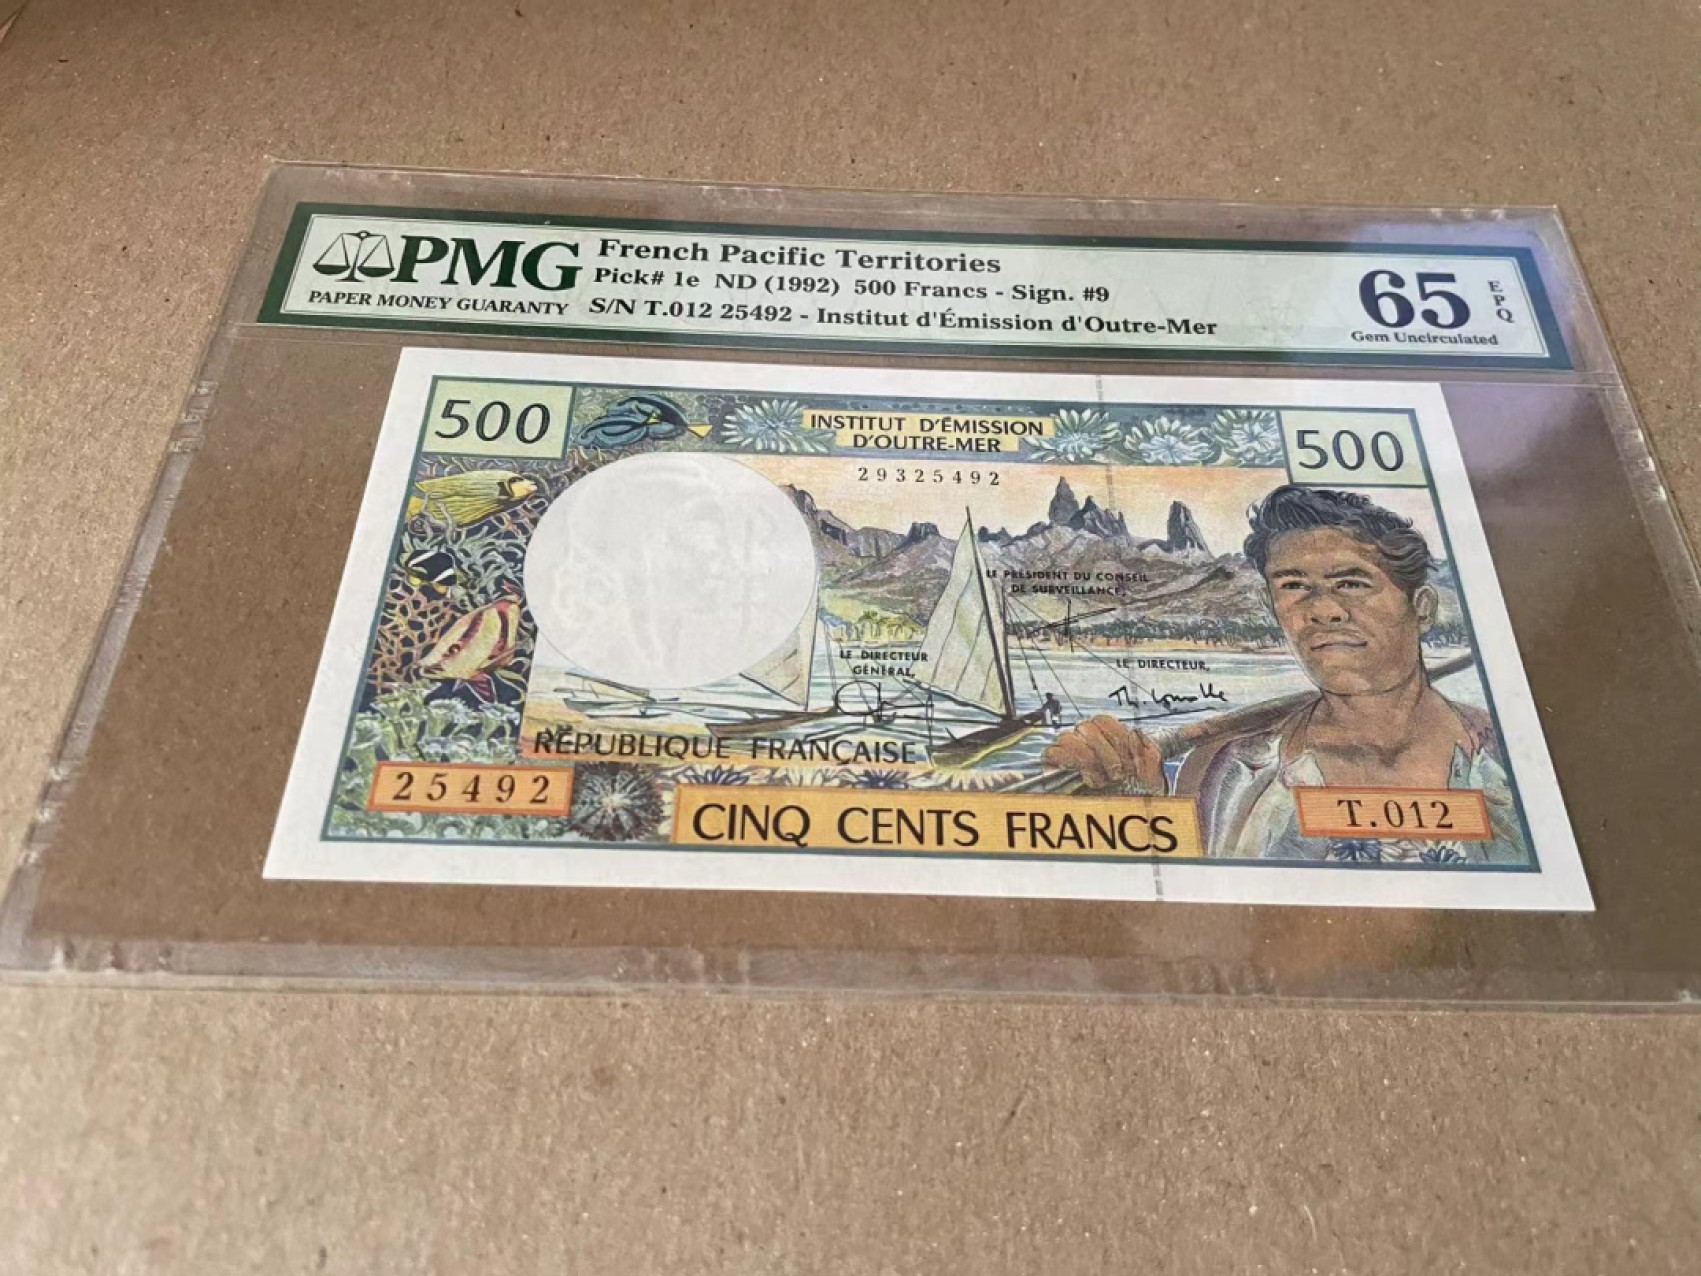 PMG
PAPER MONEY GUARANTY
French Pacific Territories
Pick# 1e ND (1992) 500 Francs - Sign. #9
S/N T.012 25492 - Institut d'Émission d'Outre-Mer
65
EPQ
Gem Uncirculated
500
INSTITUT D'ÉMISSION
D'OUTRE-MER
500
29325492
LE PRÉSIDENT DU CONSEIL
DE SURVEILLANCE,
LE DIRECTEUR
GÉNÉRAL,
LE DIRECTEUR,
RÉPUBLIQUE FRANÇAISE
25492
CINQ CENTS FRANCS
T.012